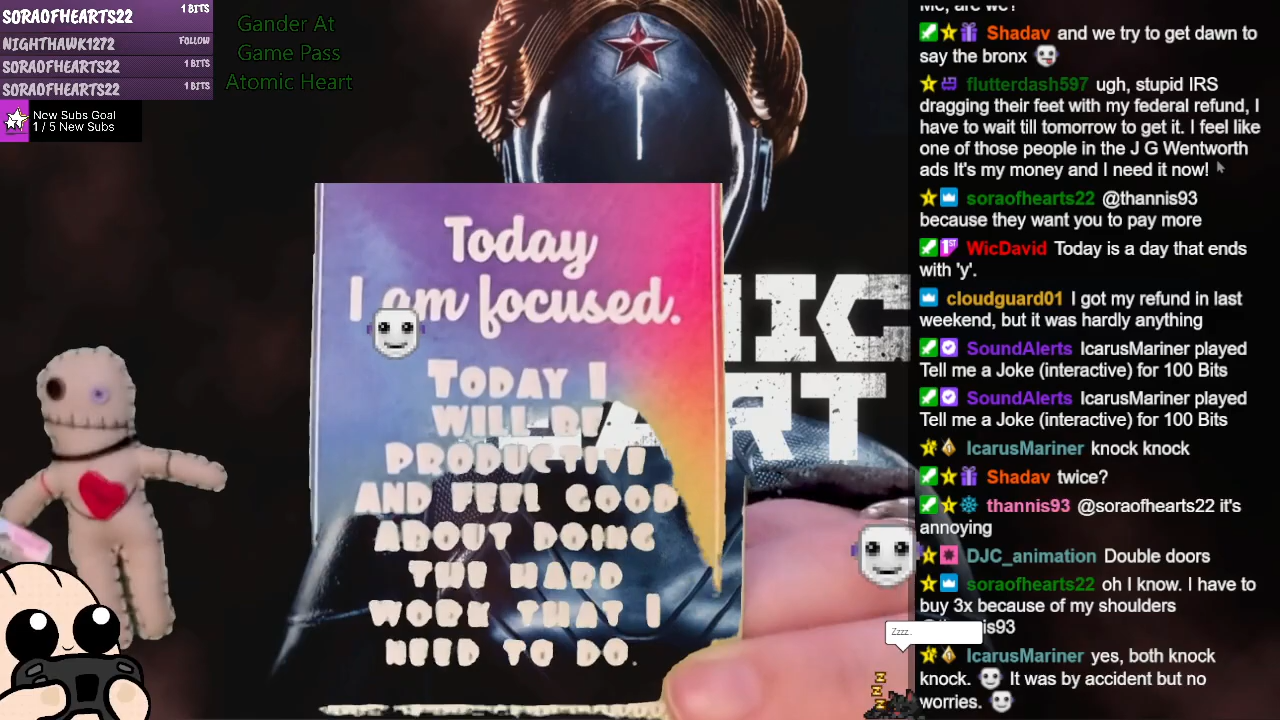 SORAOFHEARTS22 1 BITS
NIGHTHAWK1272 FOLLOW
SORAOFHEARTS22 1 BITS
SORAOFHEARTS22 1 BITS
New Subs Goal
1 / 5 New Subs
Gander At
Game Pass
Atomic Heart
Today
I am focused.
TODAY I
WILL BE
PRODUCTIVE
AND FEEL GOOD
ABOUT DOING
THE HARD
WORK THAT I
NEED TO DO.
Me, are we?
Shadav and we try to get dawn to
say the bronx
flutterdash597 ugh, stupid IRS
dragging their feet with my federal refund, I
have to wait till tomorrow to get it. I feel like
one of those people in the J G Wentworth
ads It's my money and I need it now!
soraofhearts22 @thannis93
because they want you to pay more
WicDavid Today is a day that ends
with 'y'.
cloudguard01 I got my refund in last
weekend, but it was hardly anything
SoundAlerts IcarusMariner played
Tell me a Joke (interactive) for 100 Bits
SoundAlerts IcarusMariner played
Tell me a Joke (interactive) for 100 Bits
IcarusMariner knock knock
Shadav twice?
thannis93 @soraofhearts22 it's
annoying
DJC_animation Double doors
soraofhearts22 oh I know. I have to
buy 3x because of my shoulders
is93
IcarusMariner yes, both knock
knock. It was by accident but no
worries.
Zzzz.